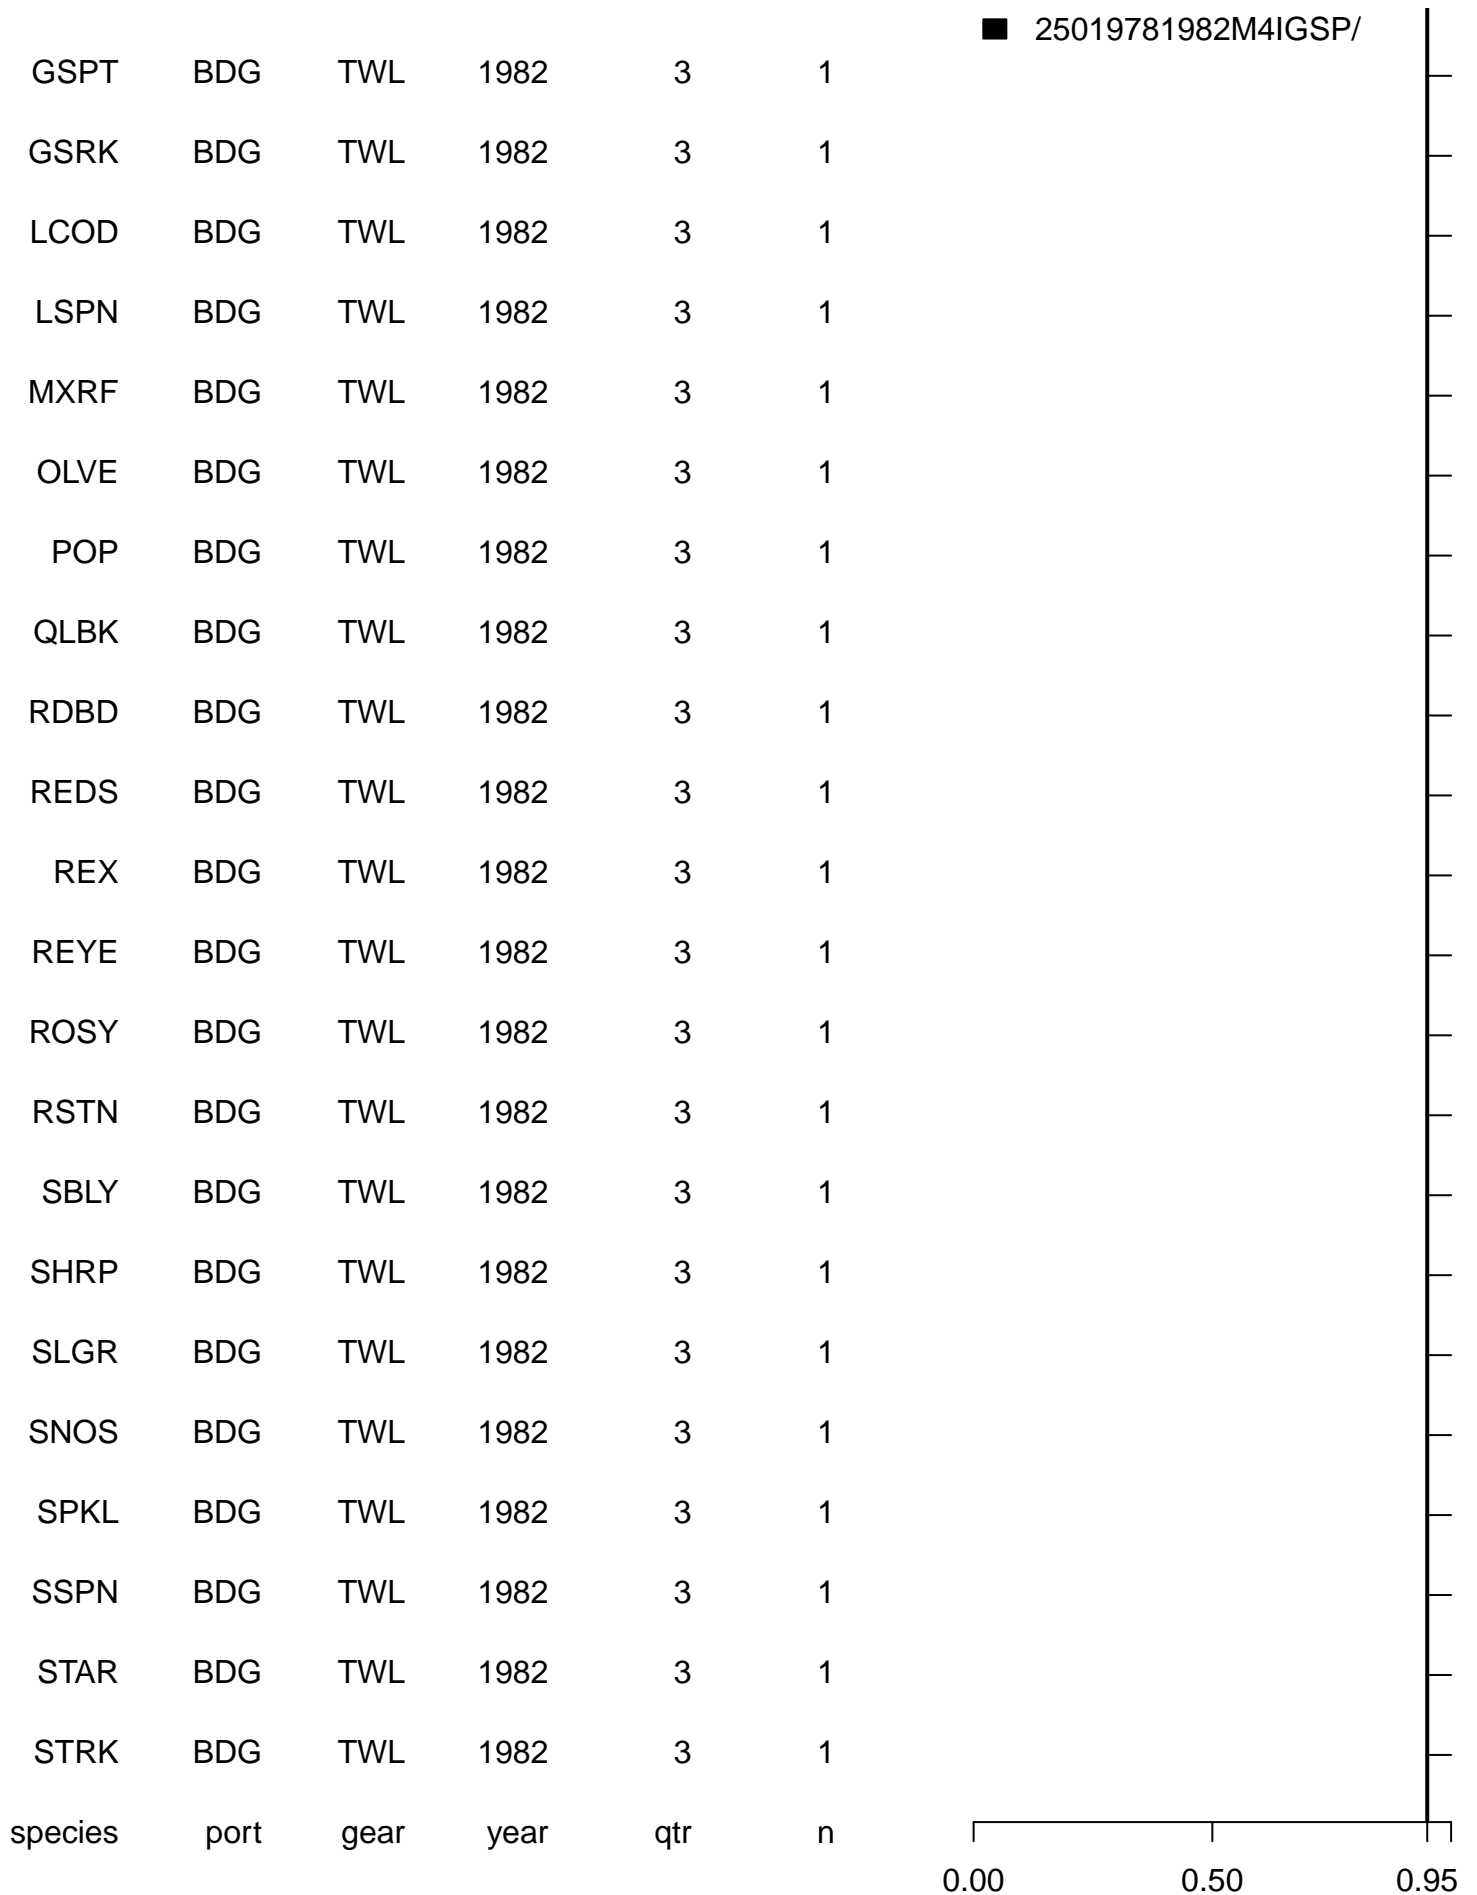 25019781982M4IGSP/
GSPT BDG TWL 1982 3 1
GSRK BDG TWL 1982 3 1
LCOD BDG TWL 1982 3 1
LSPN BDG TWL 1982 3 1
MXRF BDG TWL 1982 3 1
OLVE BDG TWL 1982 3 1
POP BDG TWL 1982 3 1
QLBK BDG TWL 1982 3 1
RDBD BDG TWL 1982 3 1
REDS BDG TWL 1982 3 1
REX BDG TWL 1982 3 1
REYE BDG TWL 1982 3 1
ROSY BDG TWL 1982 3 1
RSTN BDG TWL 1982 3 1
SBLY BDG TWL 1982 3 1
SHRP BDG TWL 1982 3 1
SLGR BDG TWL 1982 3 1
SNOS BDG TWL 1982 3 1
SPKL BDG TWL 1982 3 1
SSPN BDG TWL 1982 3 1
STAR BDG TWL 1982 3 1
STRK BDG TWL 1982 3 1
species port gear year qtr n
0.00 0.50 0.95